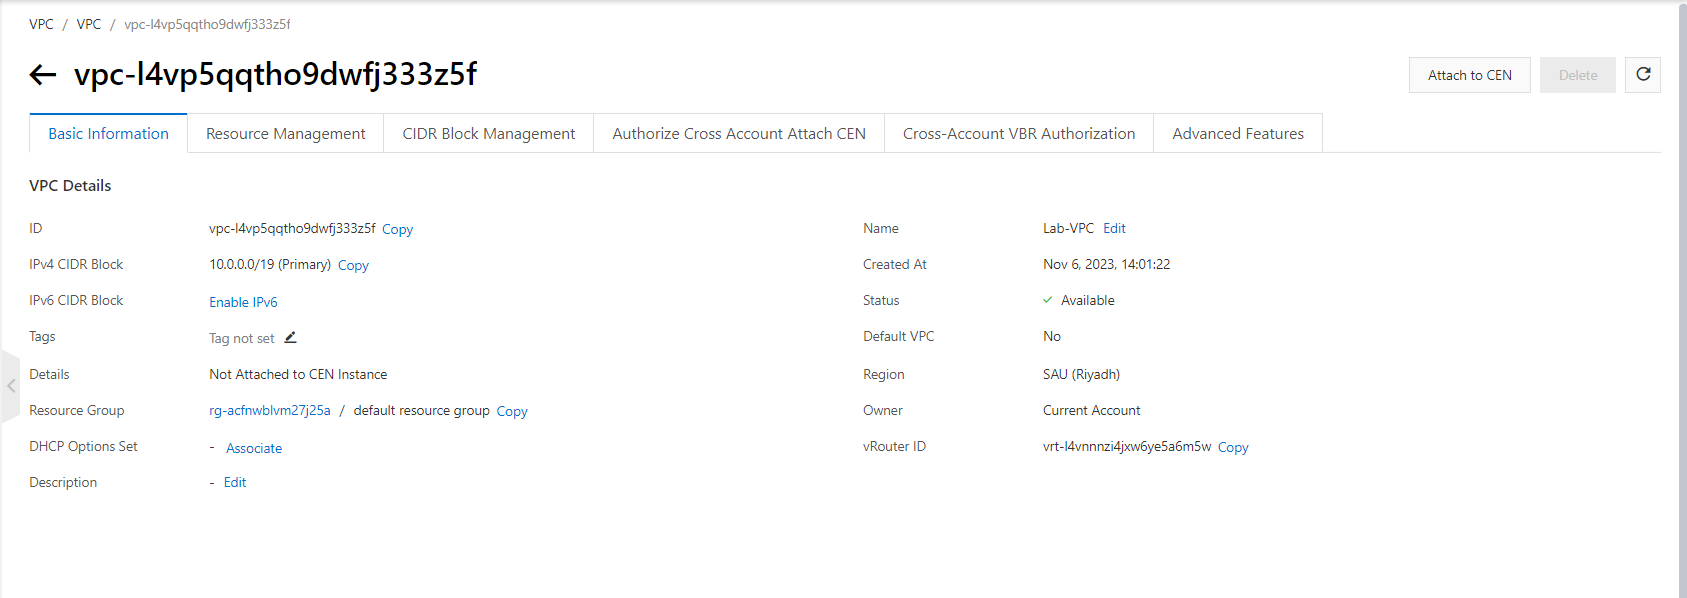 VPC / VPC / vpc-l4vp5qqtho9dwfj333z5f
vpc-l4vp5qqtho9dwfj333z5f
Attach to CEN Delete
Basic Information Resource Management CIDR Block Management Authorize Cross Account Attach CEN Cross-Account VBR Authorization Advanced Features
VPC Details
ID vpc-l4vp5qqtho9dwfj333z5f Copy Name Lab-VPC Edit
IPv4 CIDR Block 10.0.0.0/19 (Primary) Copy Created At Nov 6, 2023, 14:01:22
IPv6 CIDR Block Enable IPv6 Status Available
Tags Tag not set Default VPC No
Details Not Attached to CEN Instance Region SAU (Riyadh)
Resource Group rg-acfnwblvm27j25a / default resource group Copy Owner Current Account
DHCP Options Set - Associate vRouter ID vrt-l4vnnnzi4jxw6ye5a6m5w Copy
Description - Edit